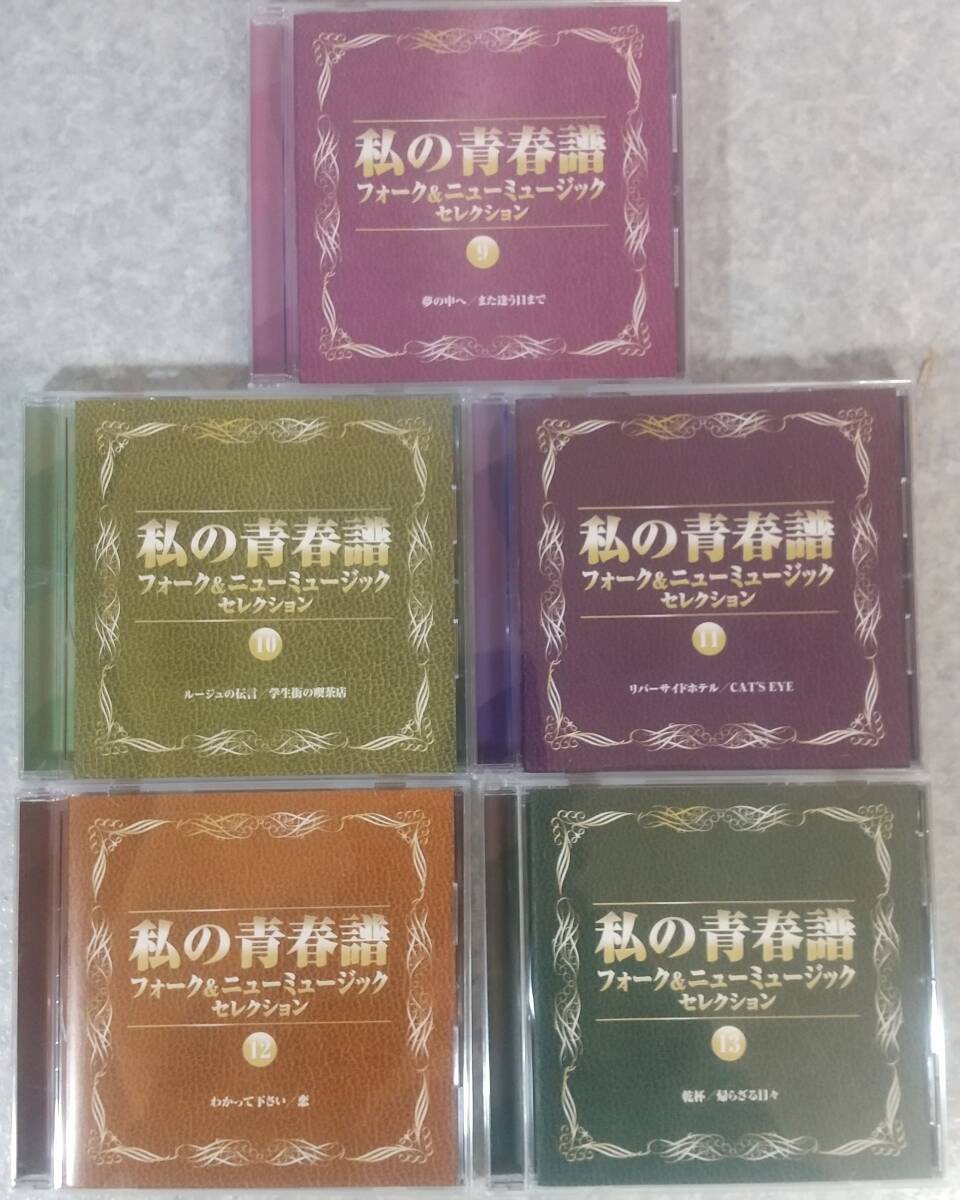 私の青春譜
フォーク&ニューミュージック
セレクション
9
夢の中へ／また逢う日まで
私の青春譜
フォーク&ニューミュージック
セレクション
10
ルージュの伝言／学生街の喫茶店
私の青春譜
フォーク&ニューミュージック
セレクション
11
リバーサイドホテル／CAT'S EYE
私の青春譜
フォーク&ニューミュージック
セレクション
12
わかって下さい／恋
私の青春譜
フォーク&ニューミュージック
セレクション
13
乾杯／帰らざる日々